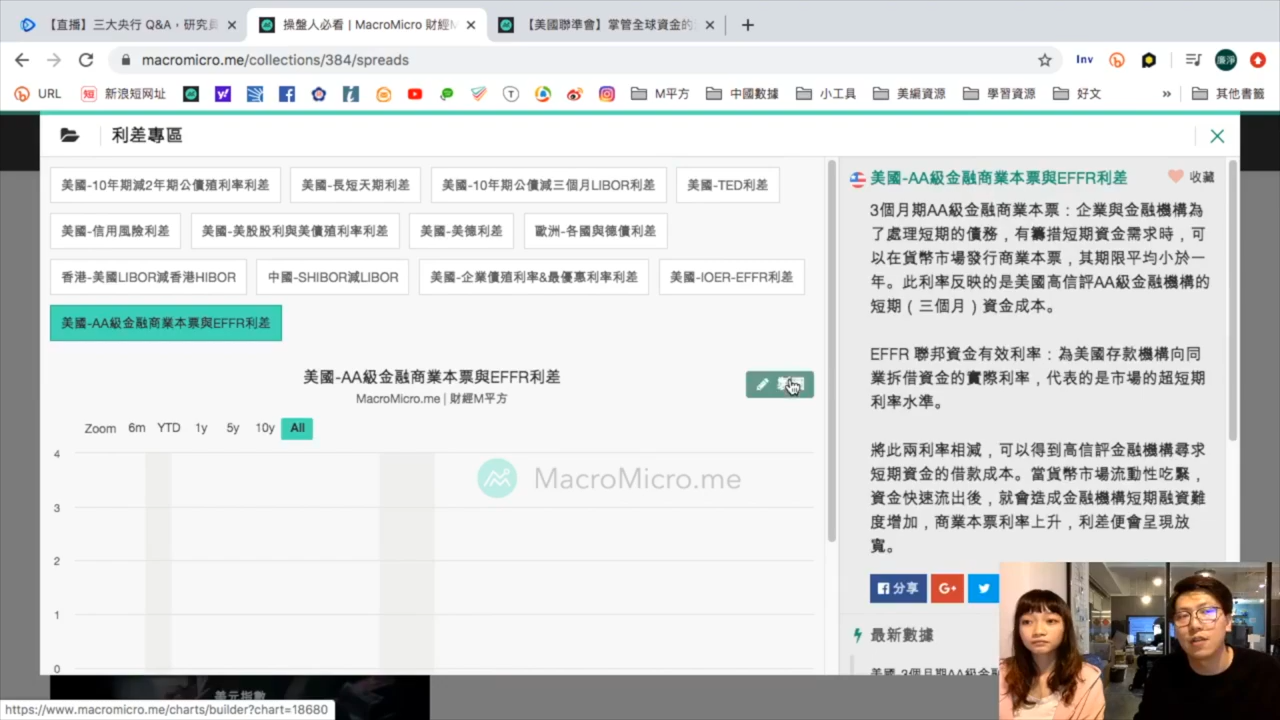 【直播】三大央行 Q&A，研究員
操盤人必看 | MacroMicro 財經M
【美國聯準會】掌管全球資金的
macromicro.me/collections/384/spreads
Inv
URL
新浪短网址
M平方
中國數據
小工具
美編資源
學習資源
好文
»
其他書籤
利差專區
美國-10年期減2年期公債殖利率利差
美國-長短天期利差
美國-10年期公債減三個月LIBOR利差
美國-TED利差
美國-信用風險利差
美國-美股股利與美債殖利率利差
美國-美德利差
歐洲-各國與德債利差
香港-美國LIBOR減香港HIBOR
中國-SHIBOR減LIBOR
美國-企業債殖利率&最優惠利率利差
美國-IOER-EFFR利差
美國-AA級金融商業本票與EFFR利差
美國-AA級金融商業本票與EFFR利差
MacroMicro.me | 財經M平方
Zoom 6m YTD 1y 5y 10y All
4
3
2
1
0
MacroMicro.me
美國-AA級金融商業本票與EFFR利差
收藏
3個月期AA級金融商業本票：企業與金融機構為
了處理短期的債務，有籌措短期資金需求時，可
以在貨幣市場發行商業本票，其期限平均小於一
年。此利率反映的是美國高信評AA級金融機構的
短期（三個月）資金成本。
EFFR 聯邦資金有效利率：為美國存款機構向同
業拆借資金的實際利率，代表的是市場的超短期
利率水準。
將此兩利率相減，可以得到高信評金融機構尋求
短期資金的借款成本。當貨幣市場流動性吃緊，
資金快速流出後，就會造成金融機構短期融資難
度增加，商業本票利率上升，利差便會呈現放
寬。
分享
G+
最新數據
美國-3個月期AA級金融
美元指數
https://www.macromicro.me/charts/builder?chart=18680